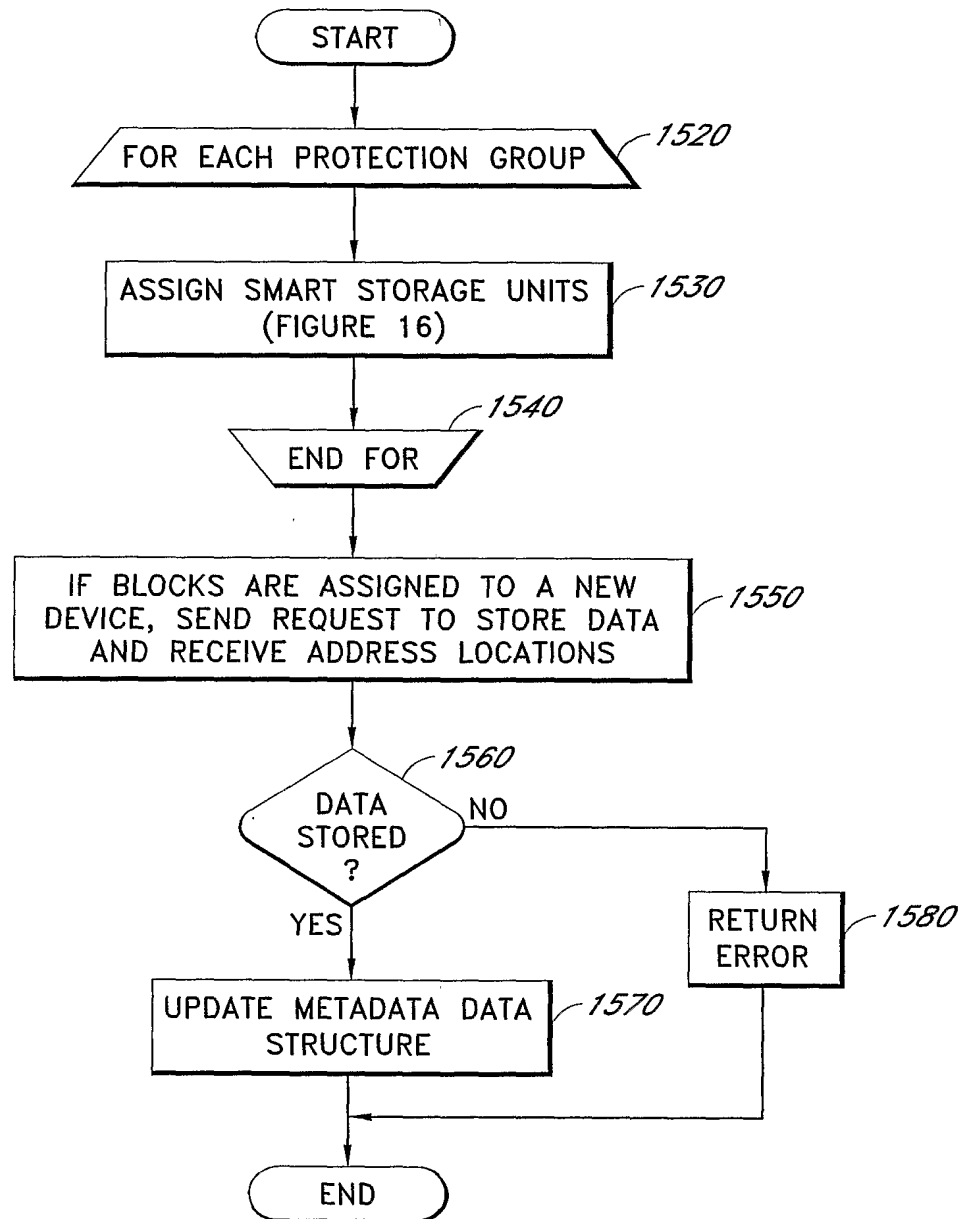 START
FOR EACH PROTECTION GROUP
1520
ASSIGN SMART STORAGE UNITS
(FIGURE 16)
1530
1540
END FOR
IF BLOCKS ARE ASSIGNED TO A NEW
DEVICE, SEND REQUEST TO STORE DATA
AND RECEIVE ADDRESS LOCATIONS
1550
1560
DATA
STORED
?
NO
YES
RETURN
ERROR
1580
UPDATE METADATA DATA
STRUCTURE
1570
END